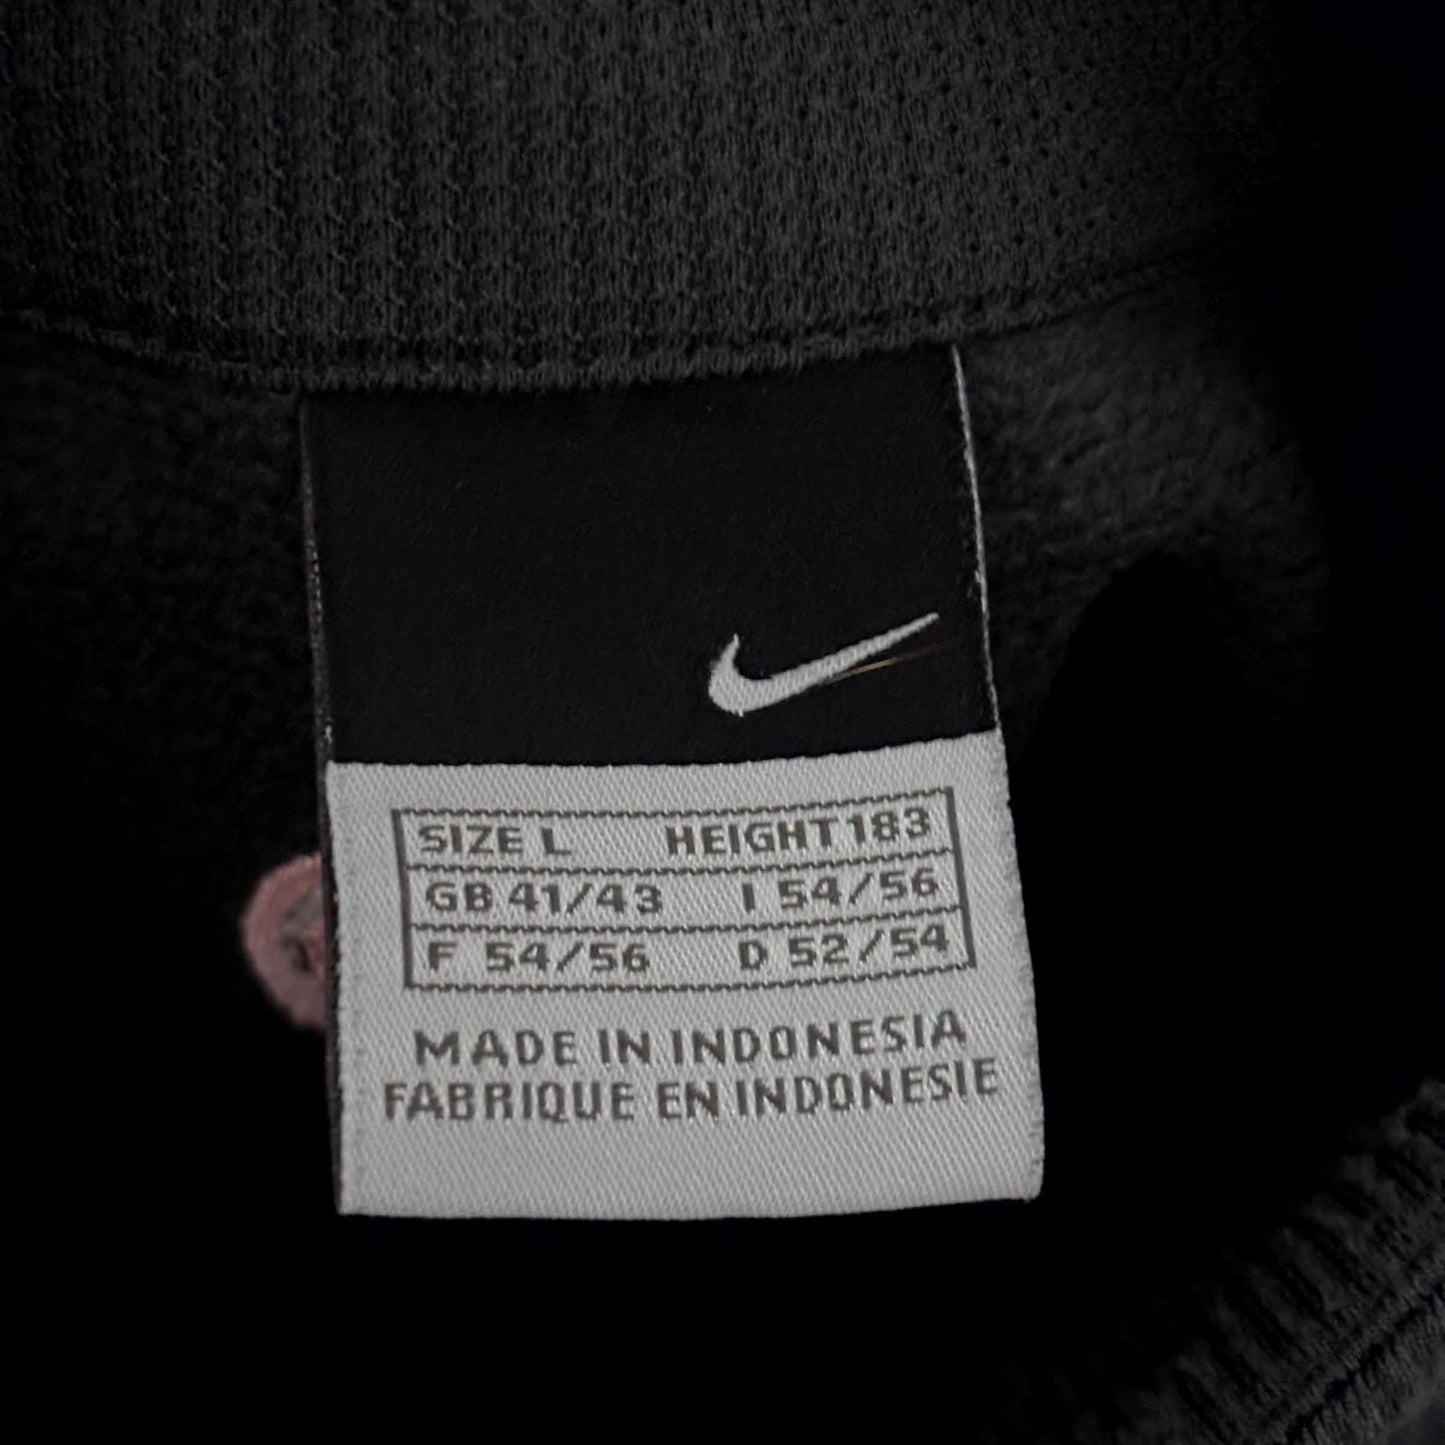 SIZE L HEIGHT 183
GB 41/43 I 54/56
F 54/56 D 52/54
MADE IN INDONESIA
FABRIQUE EN INDONESIE